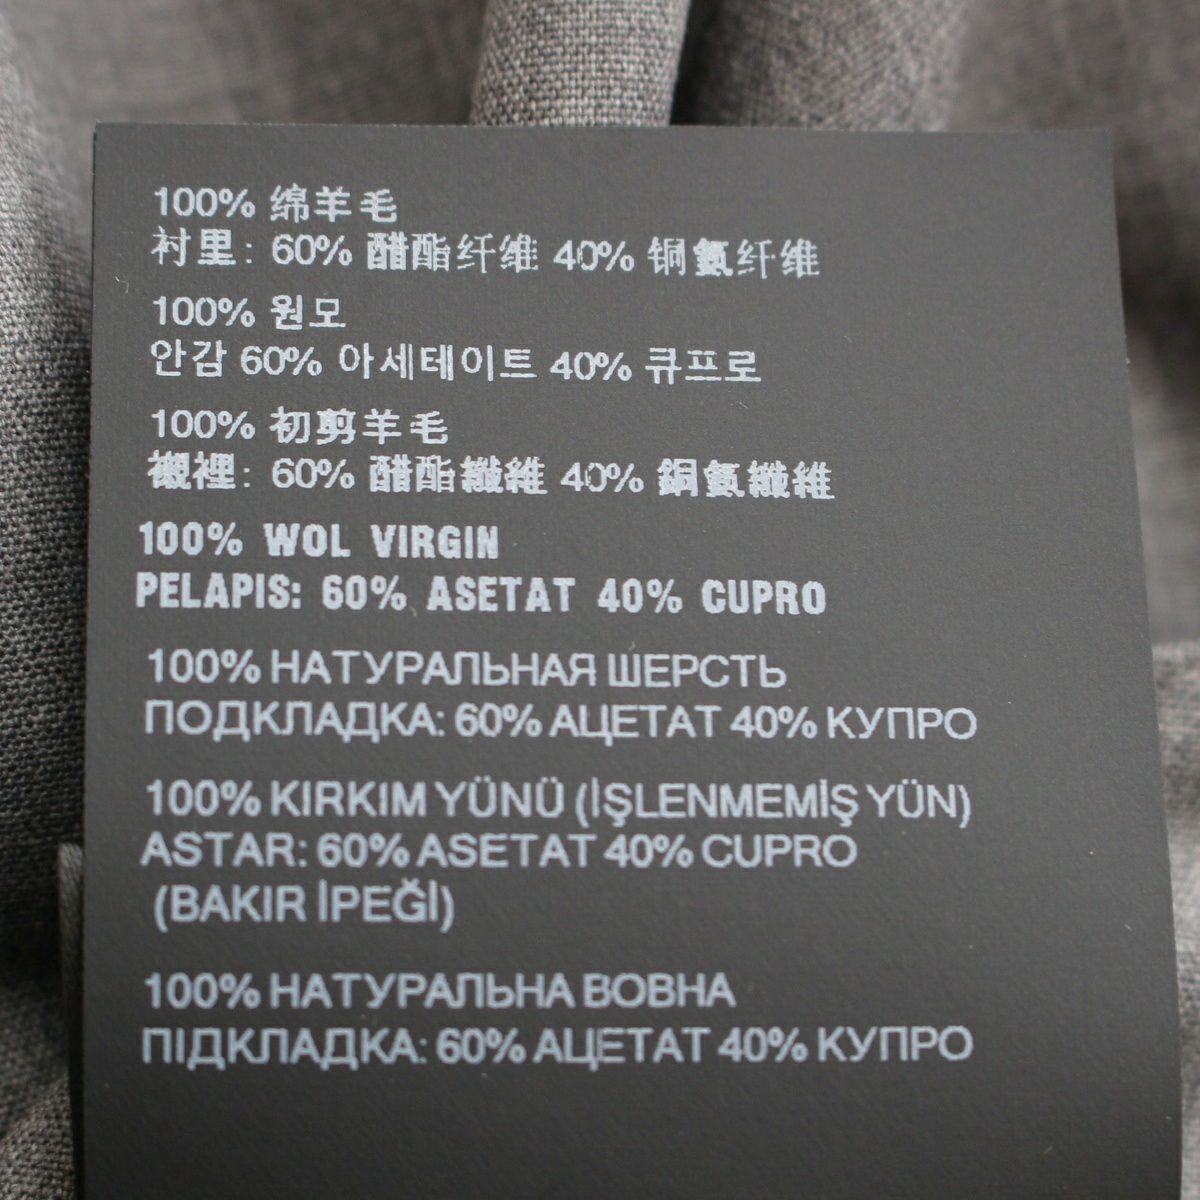 100% 绵羊毛
衬里: 60% 醋酯纤维 40% 铜氨纤维
100% 원모
안감 60% 아세테이트 40% 큐프로
100% 初剪羊毛
襯裡: 60% 醋酯纖維 40% 銅氨纖維
100% WOL VIRGIN
PELAPIS: 60% ASETAT 40% CUPRO
100% НАТУРАЛЬНАЯ ШЕРСТЬ
ПОДКЛАДКА: 60% АЦЕТАТ 40% КУПРО
100% KIRKIM YÜNÜ (İŞLENMEMİŞ YÜN)
ASTAR: 60% ASETAT 40% CUPRO
(BAKIR İPEĞİ)
100% НАТУРАЛЬНА ВОВНА
ПІДКЛАДКА: 60% АЦЕТАТ 40% КУПРО